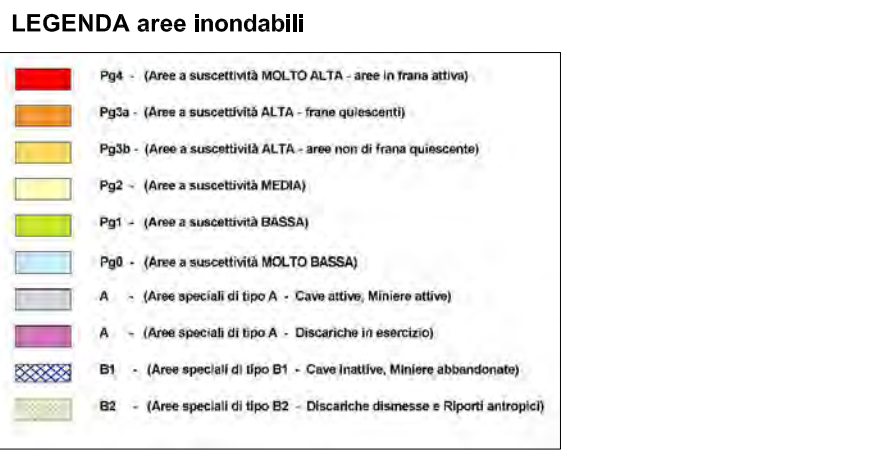 LEGENDA aree inondabili
Pg4 - (Aree a suscettività MOLTO ALTA - aree in frana attiva)
Pg3a - (Aree a suscettività ALTA - frane quiescenti)
Pg3b - (Aree a suscettività ALTA - aree non di frana quiescente)
Pg2 - (Aree a suscettività MEDIA)
Pg1 - (Aree a suscettività BASSA)
Pg0 - (Aree a suscettività MOLTO BASSA)
A - (Aree speciali di tipo A - Cave attive, Miniere attive)
A - (Aree speciali di tipo A - Discariche in esercizio)
B1 - (Aree speciali di tipo B1 - Cave inattive, Miniere abbandonate)
B2 - (Aree speciali di tipo B2 - Discariche dismesse e Riporti antropici)